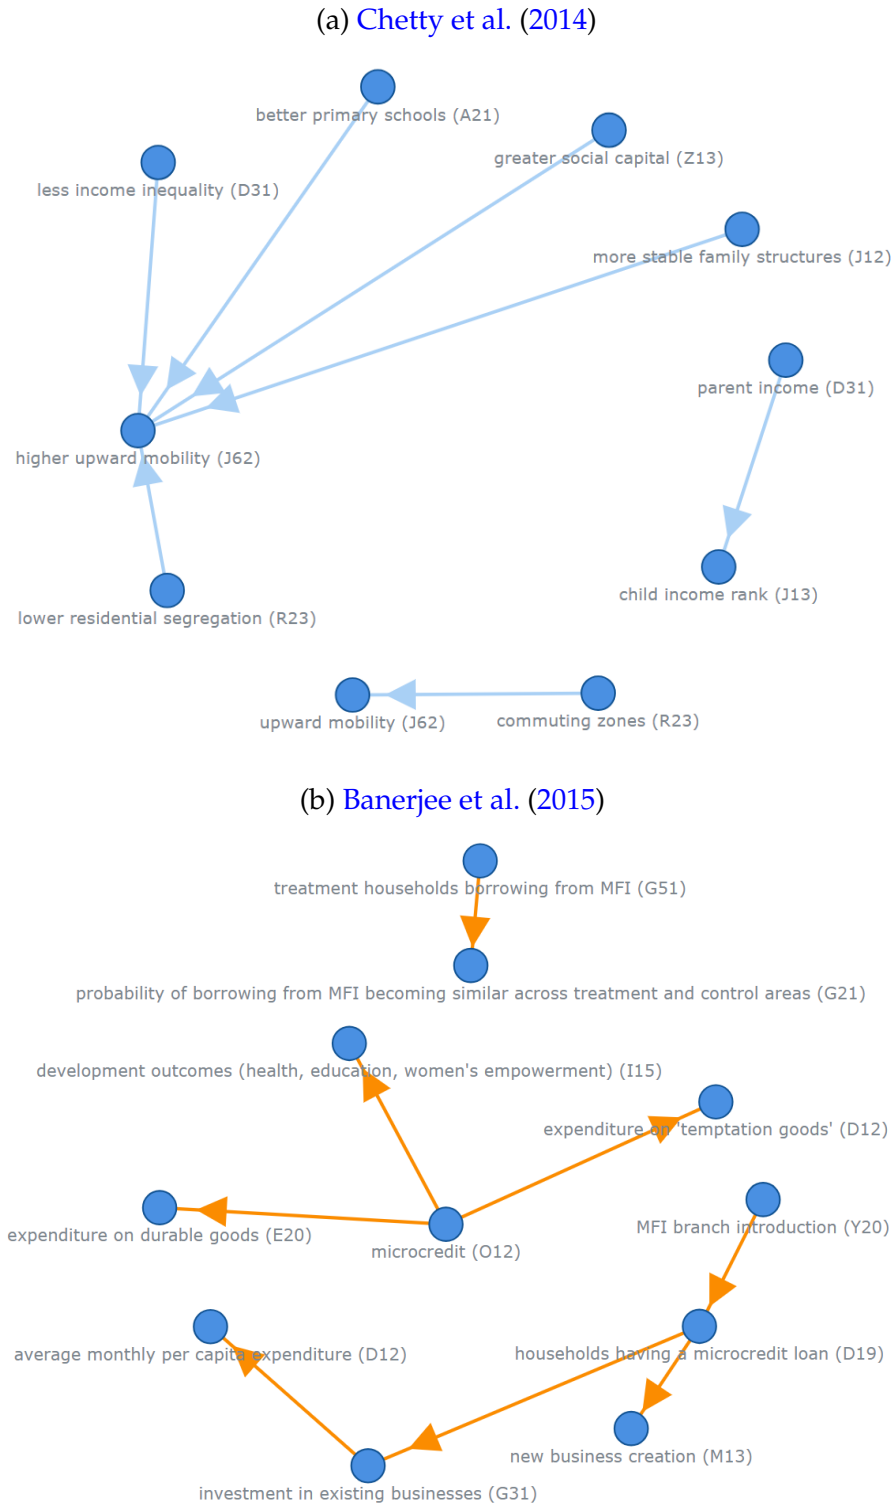 (a) Chetty et al. (2014)
better primary schools (A21)
greater social capital (Z13)
less income inequality (D31)
more stable family structures (J12)
parent income (D31)
higher upward mobility (J62)
child income rank (J13)
lower residential segregation (R23)
upward mobility (J62)
commuting zones (R23)
(b) Banerjee et al. (2015)
treatment households borrowing from MFI (G51)
probability of borrowing from MFI becoming similar across treatment and control areas (G21)
development outcomes (health, education, women's empowerment) (I15)
expenditure on 'temptation goods' (D12)
MFI branch introduction (Y20)
expenditure on durable goods (E20)
microcredit (O12)
average monthly per capita expenditure (D12)
households having a microcredit loan (D19)
new business creation (M13)
investment in existing businesses (G31)